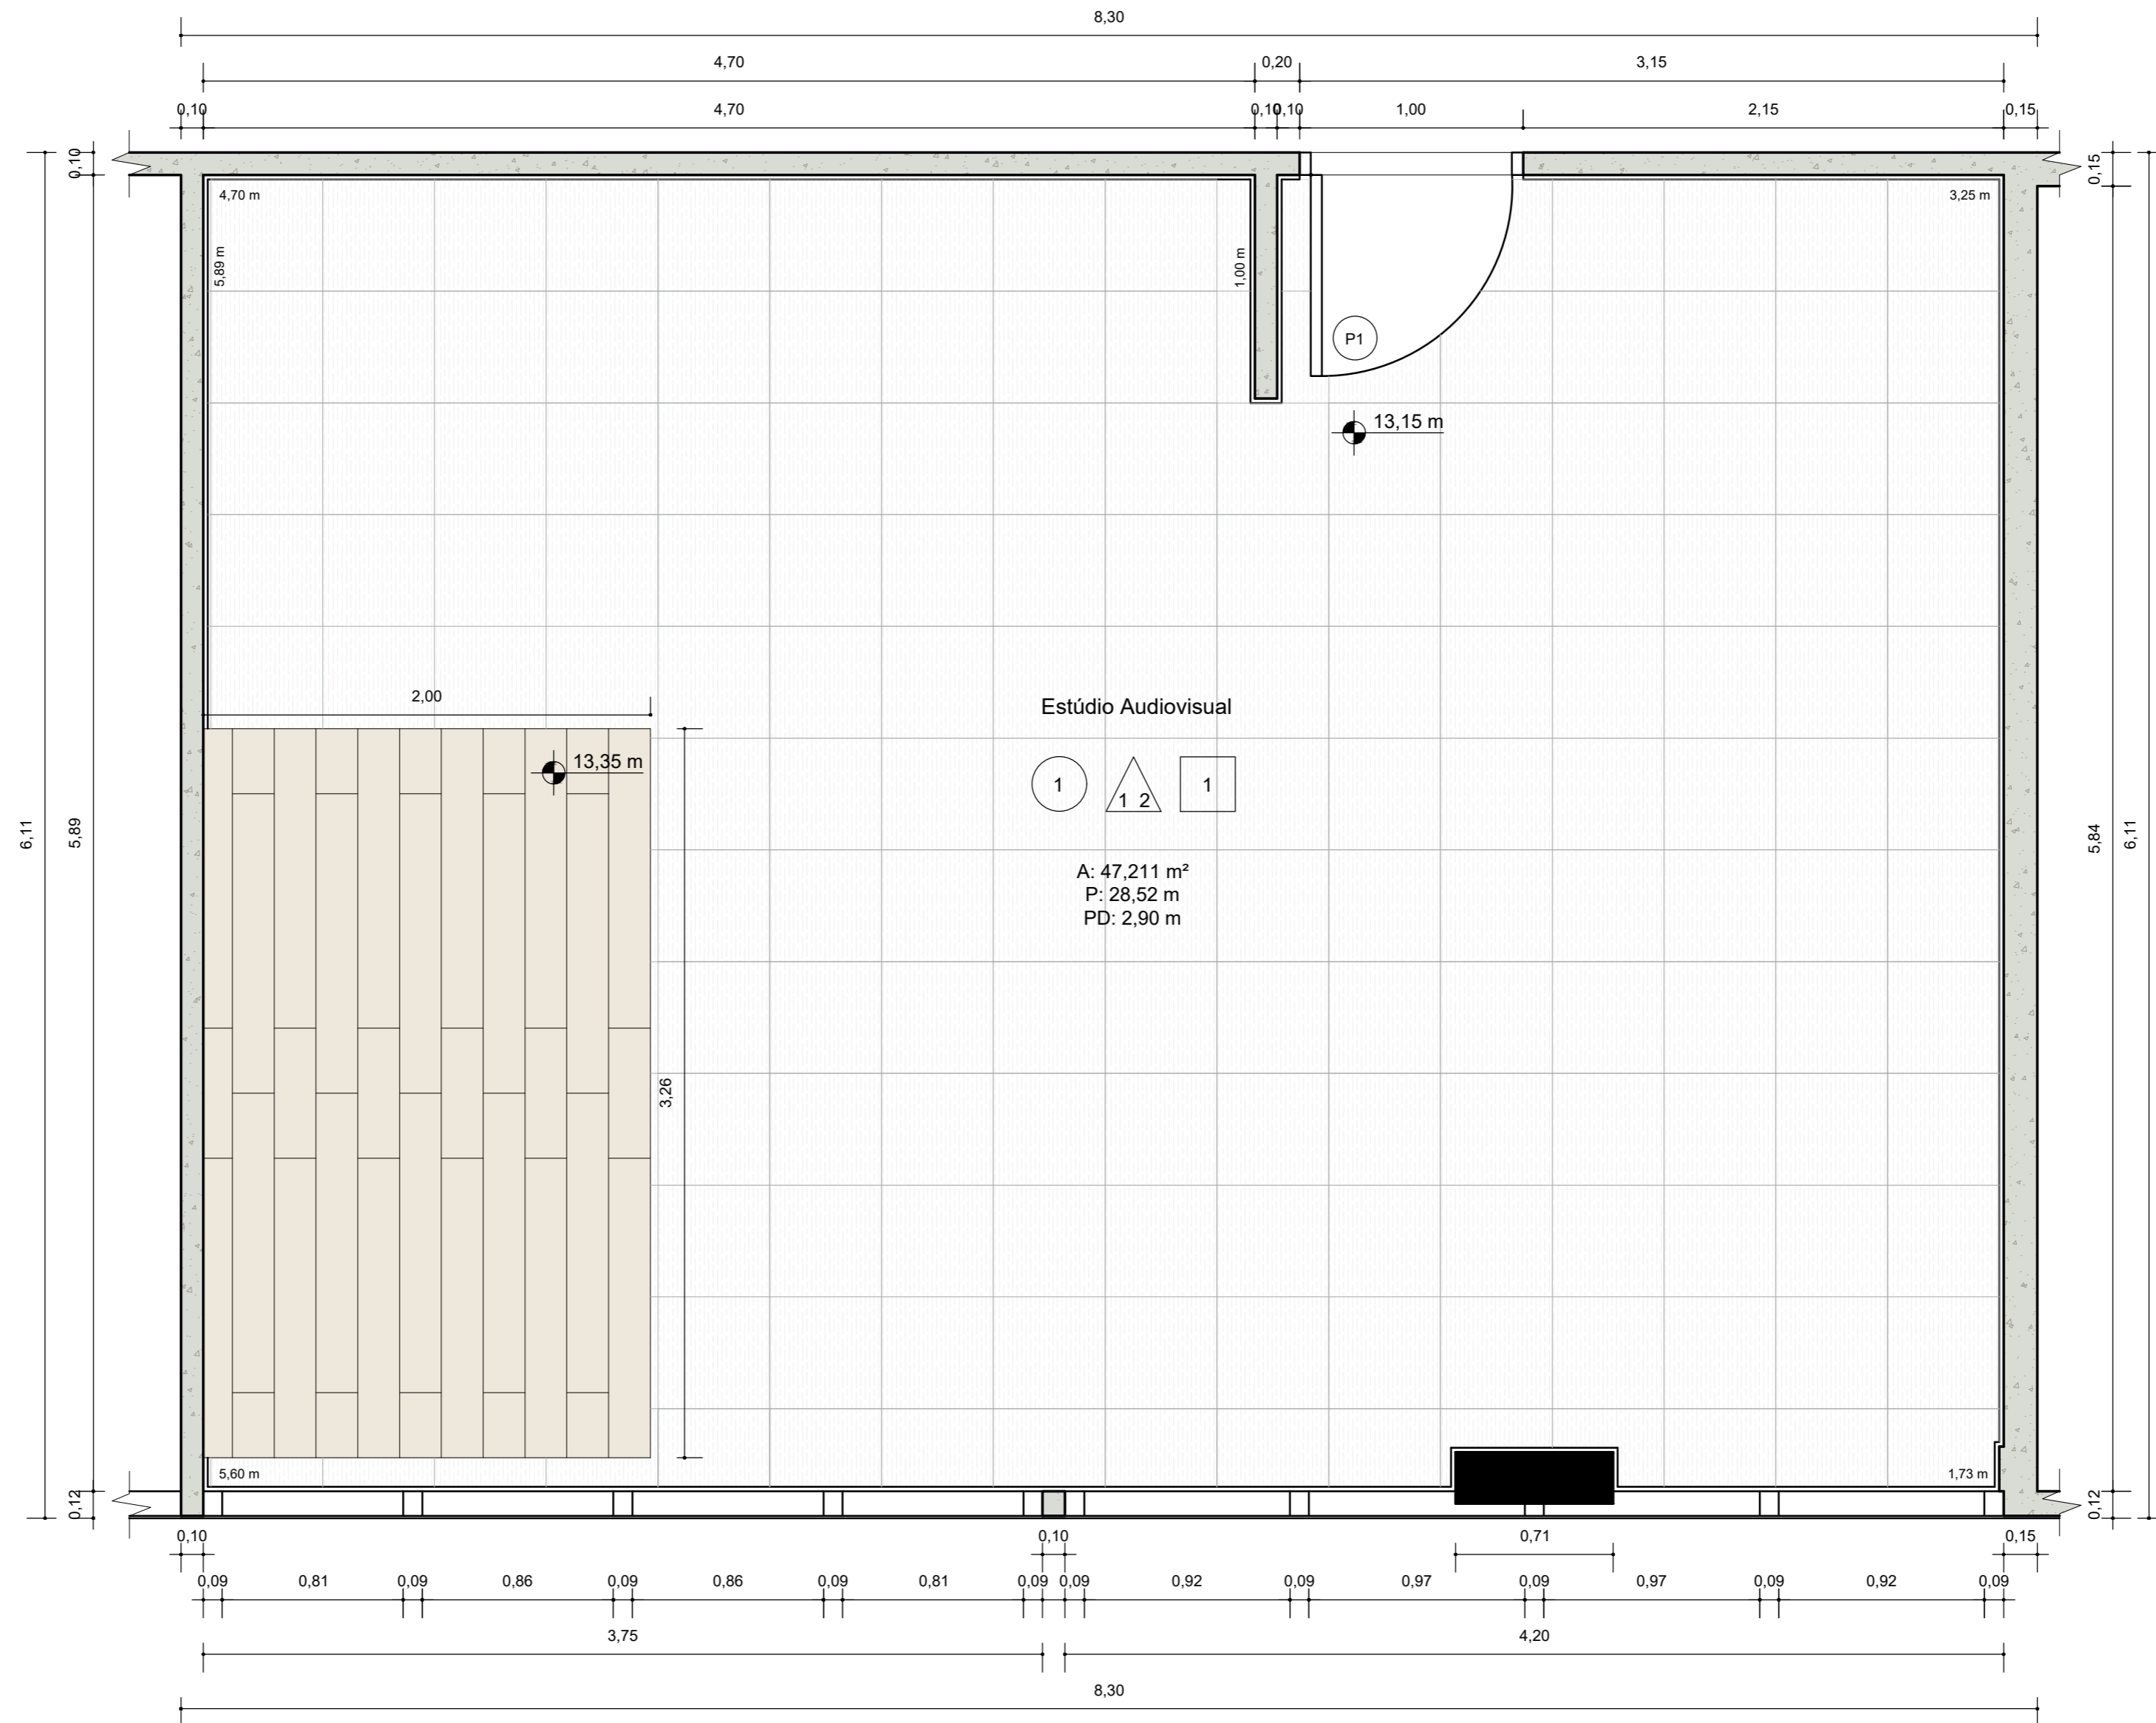 8,30
4,70 0,20 3,15
0,10 4,70 0,10 0,10 1,00 2,15 0,15
0,10
0,15
4,70 m
3,25 m
5,89 m
1,00 m
P1
13,15 m
2,00
13,35 m
Estúdio Audiovisual
1 1 2 1
A: 47,211 m²
P: 28,52 m
PD: 2,90 m
6,11
5,89
5,84
6,11
3,26
5,60 m
1,73 m
0,12
0,12
0,10 0,10 0,71 0,15
0,09 0,81 0,09 0,86 0,09 0,86 0,09 0,81 0,09 0,09 0,92 0,09 0,97 0,09 0,97 0,09 0,92 0,09
3,75 4,20
8,30